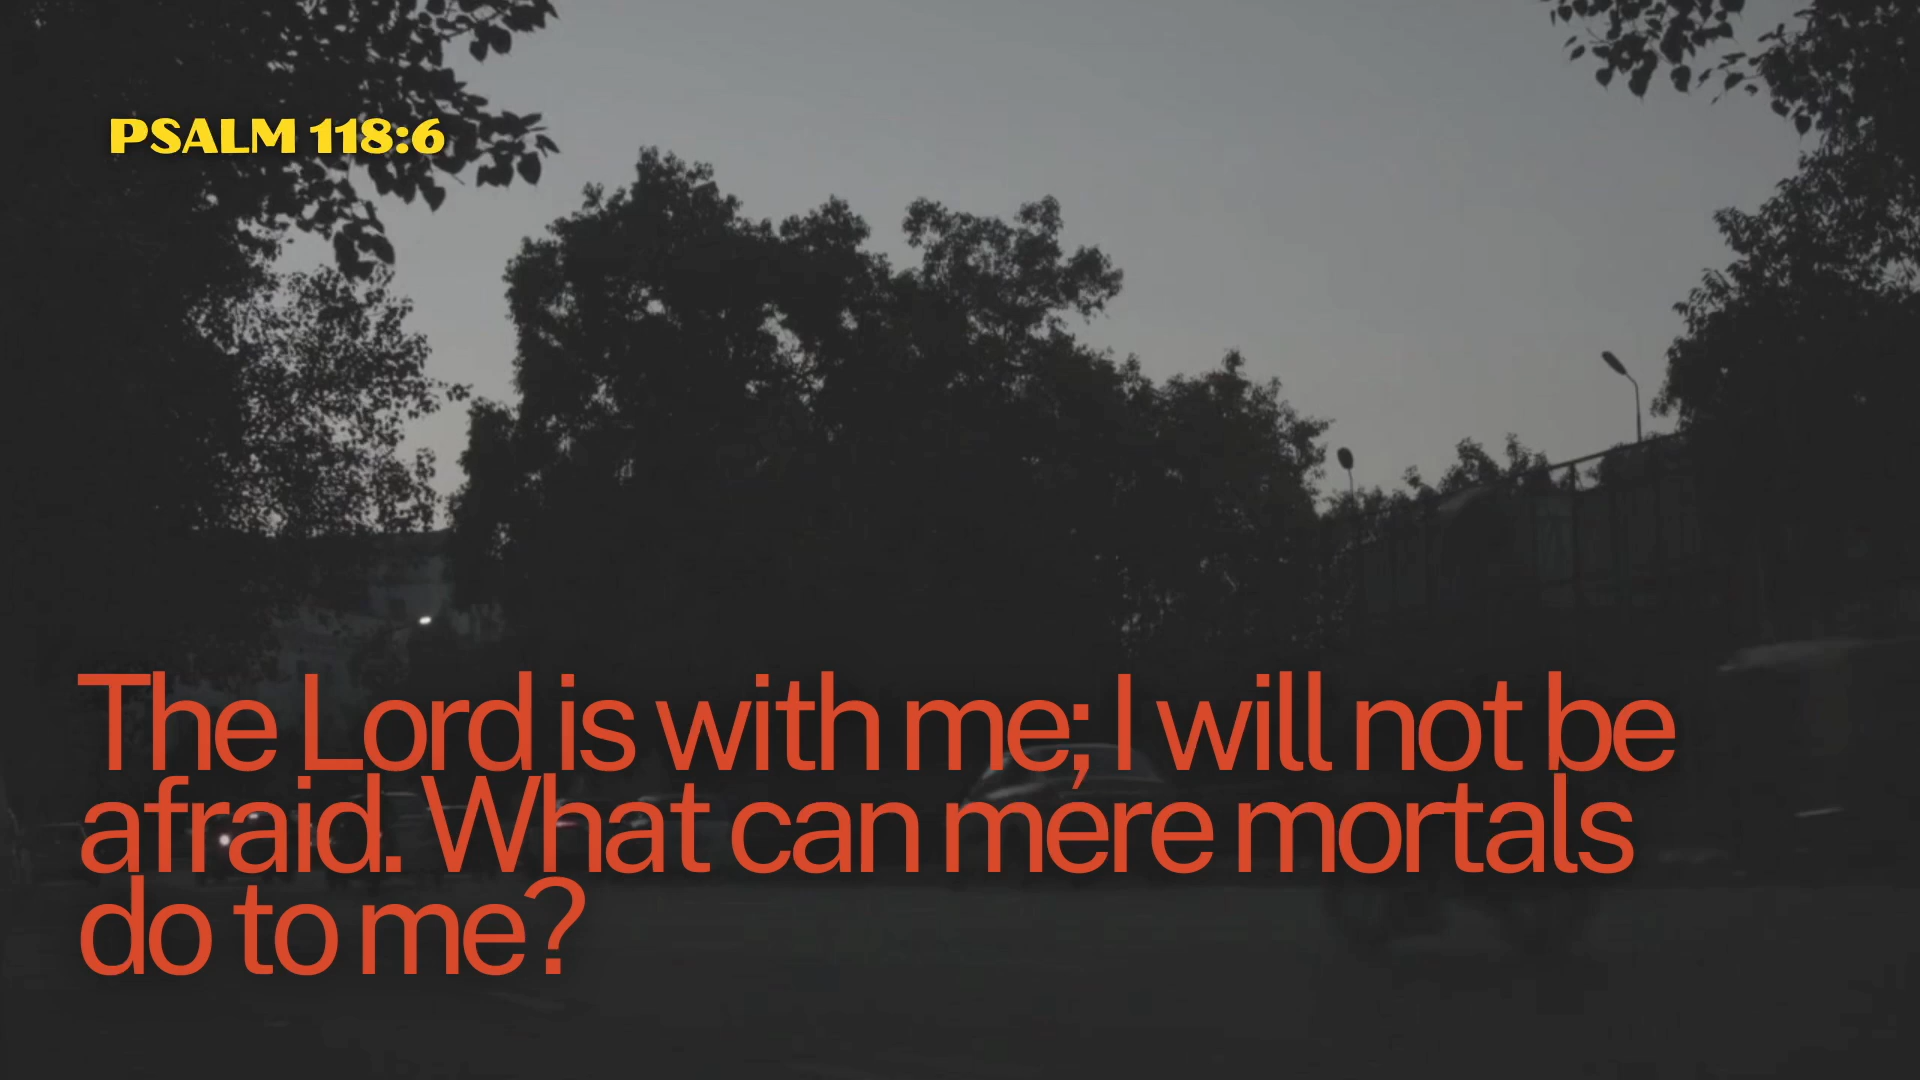 PSALM 118:6
The Lord is with me; I will not be
afraid. What can mere mortals
do to me?